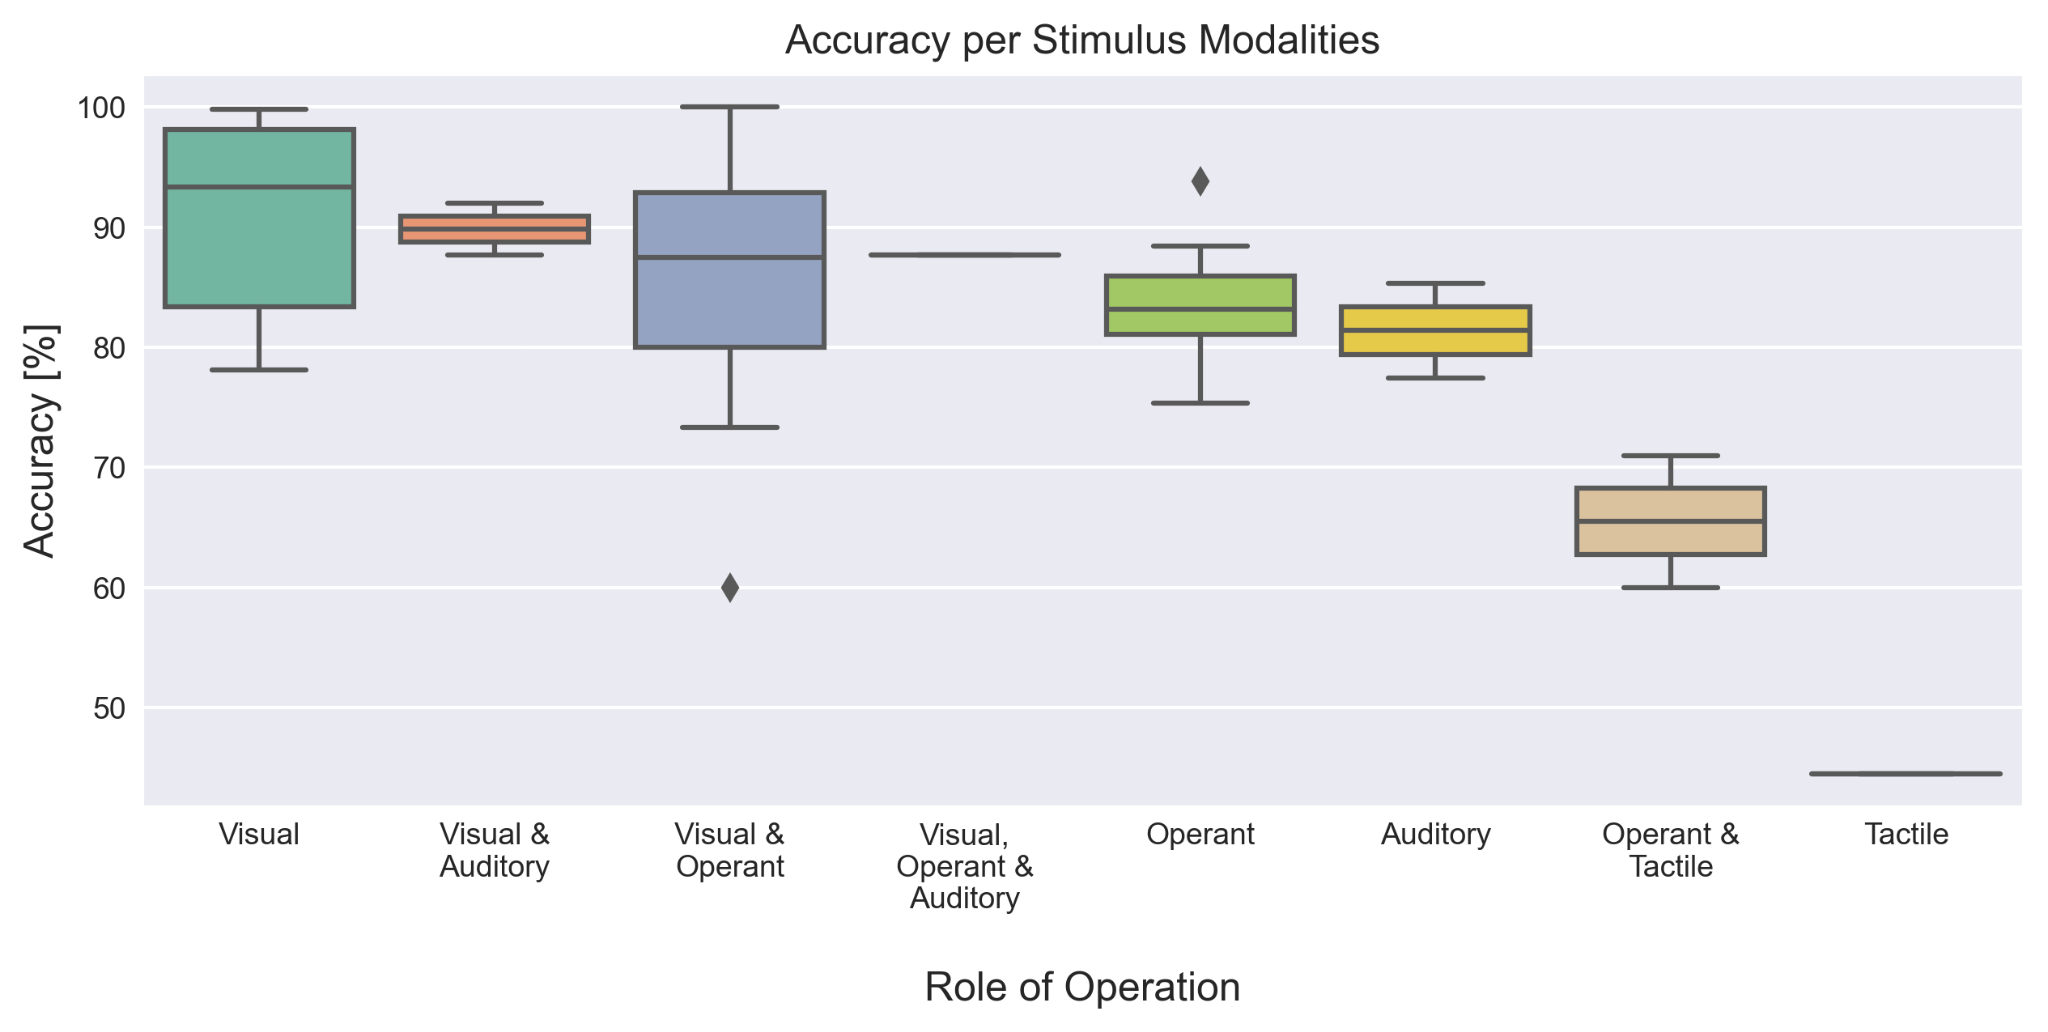 Accuracy per Stimulus Modalities
Accuracy [%]
100
90
80
70
60
50
Visual
Visual &
Auditory
Visual &
Operant
Visual,
Operant &
Auditory
Operant
Auditory
Operant &
Tactile
Tactile
Role of Operation